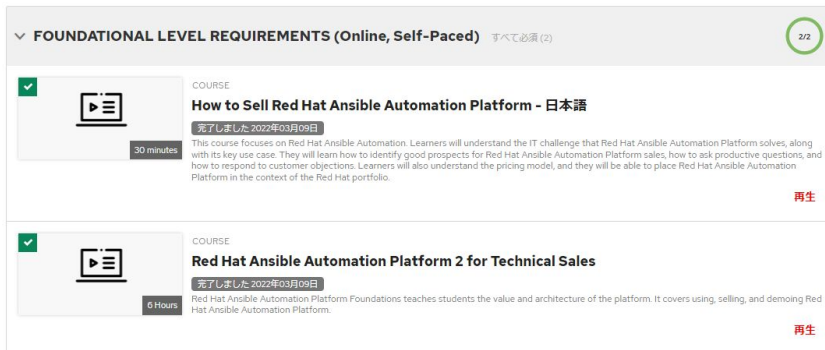 FOUNDATIONAL LEVEL REQUIREMENTS (Online, Self-Paced) すべて必須 (2)
2/2
COURSE
How to Sell Red Hat Ansible Automation Platform - 日本語
完了しました 2022年03月09日
30 minutes
This course focuses on Red Hat Ansible Automation. Learners will understand the IT challenge that Red Hat Ansible Automation Platform solves, along
with its key use case. They will learn how to identify good prospects for Red Hat Ansible Automation Platform sales, how to ask productive questions, and
how to respond to customer objections. Learners will also understand the pricing model, and they will be able to place Red Hat Ansible Automation
Platform in the context of the Red Hat portfolio.
再生
COURSE
Red Hat Ansible Automation Platform 2 for Technical Sales
完了しました 2022年03月09日
6 Hours
Red Hat Ansible Automation Platform Foundations teaches students the value and architecture of the platform. It covers using, selling, and demoing Red
Hat Ansible Automation Platform.
再生